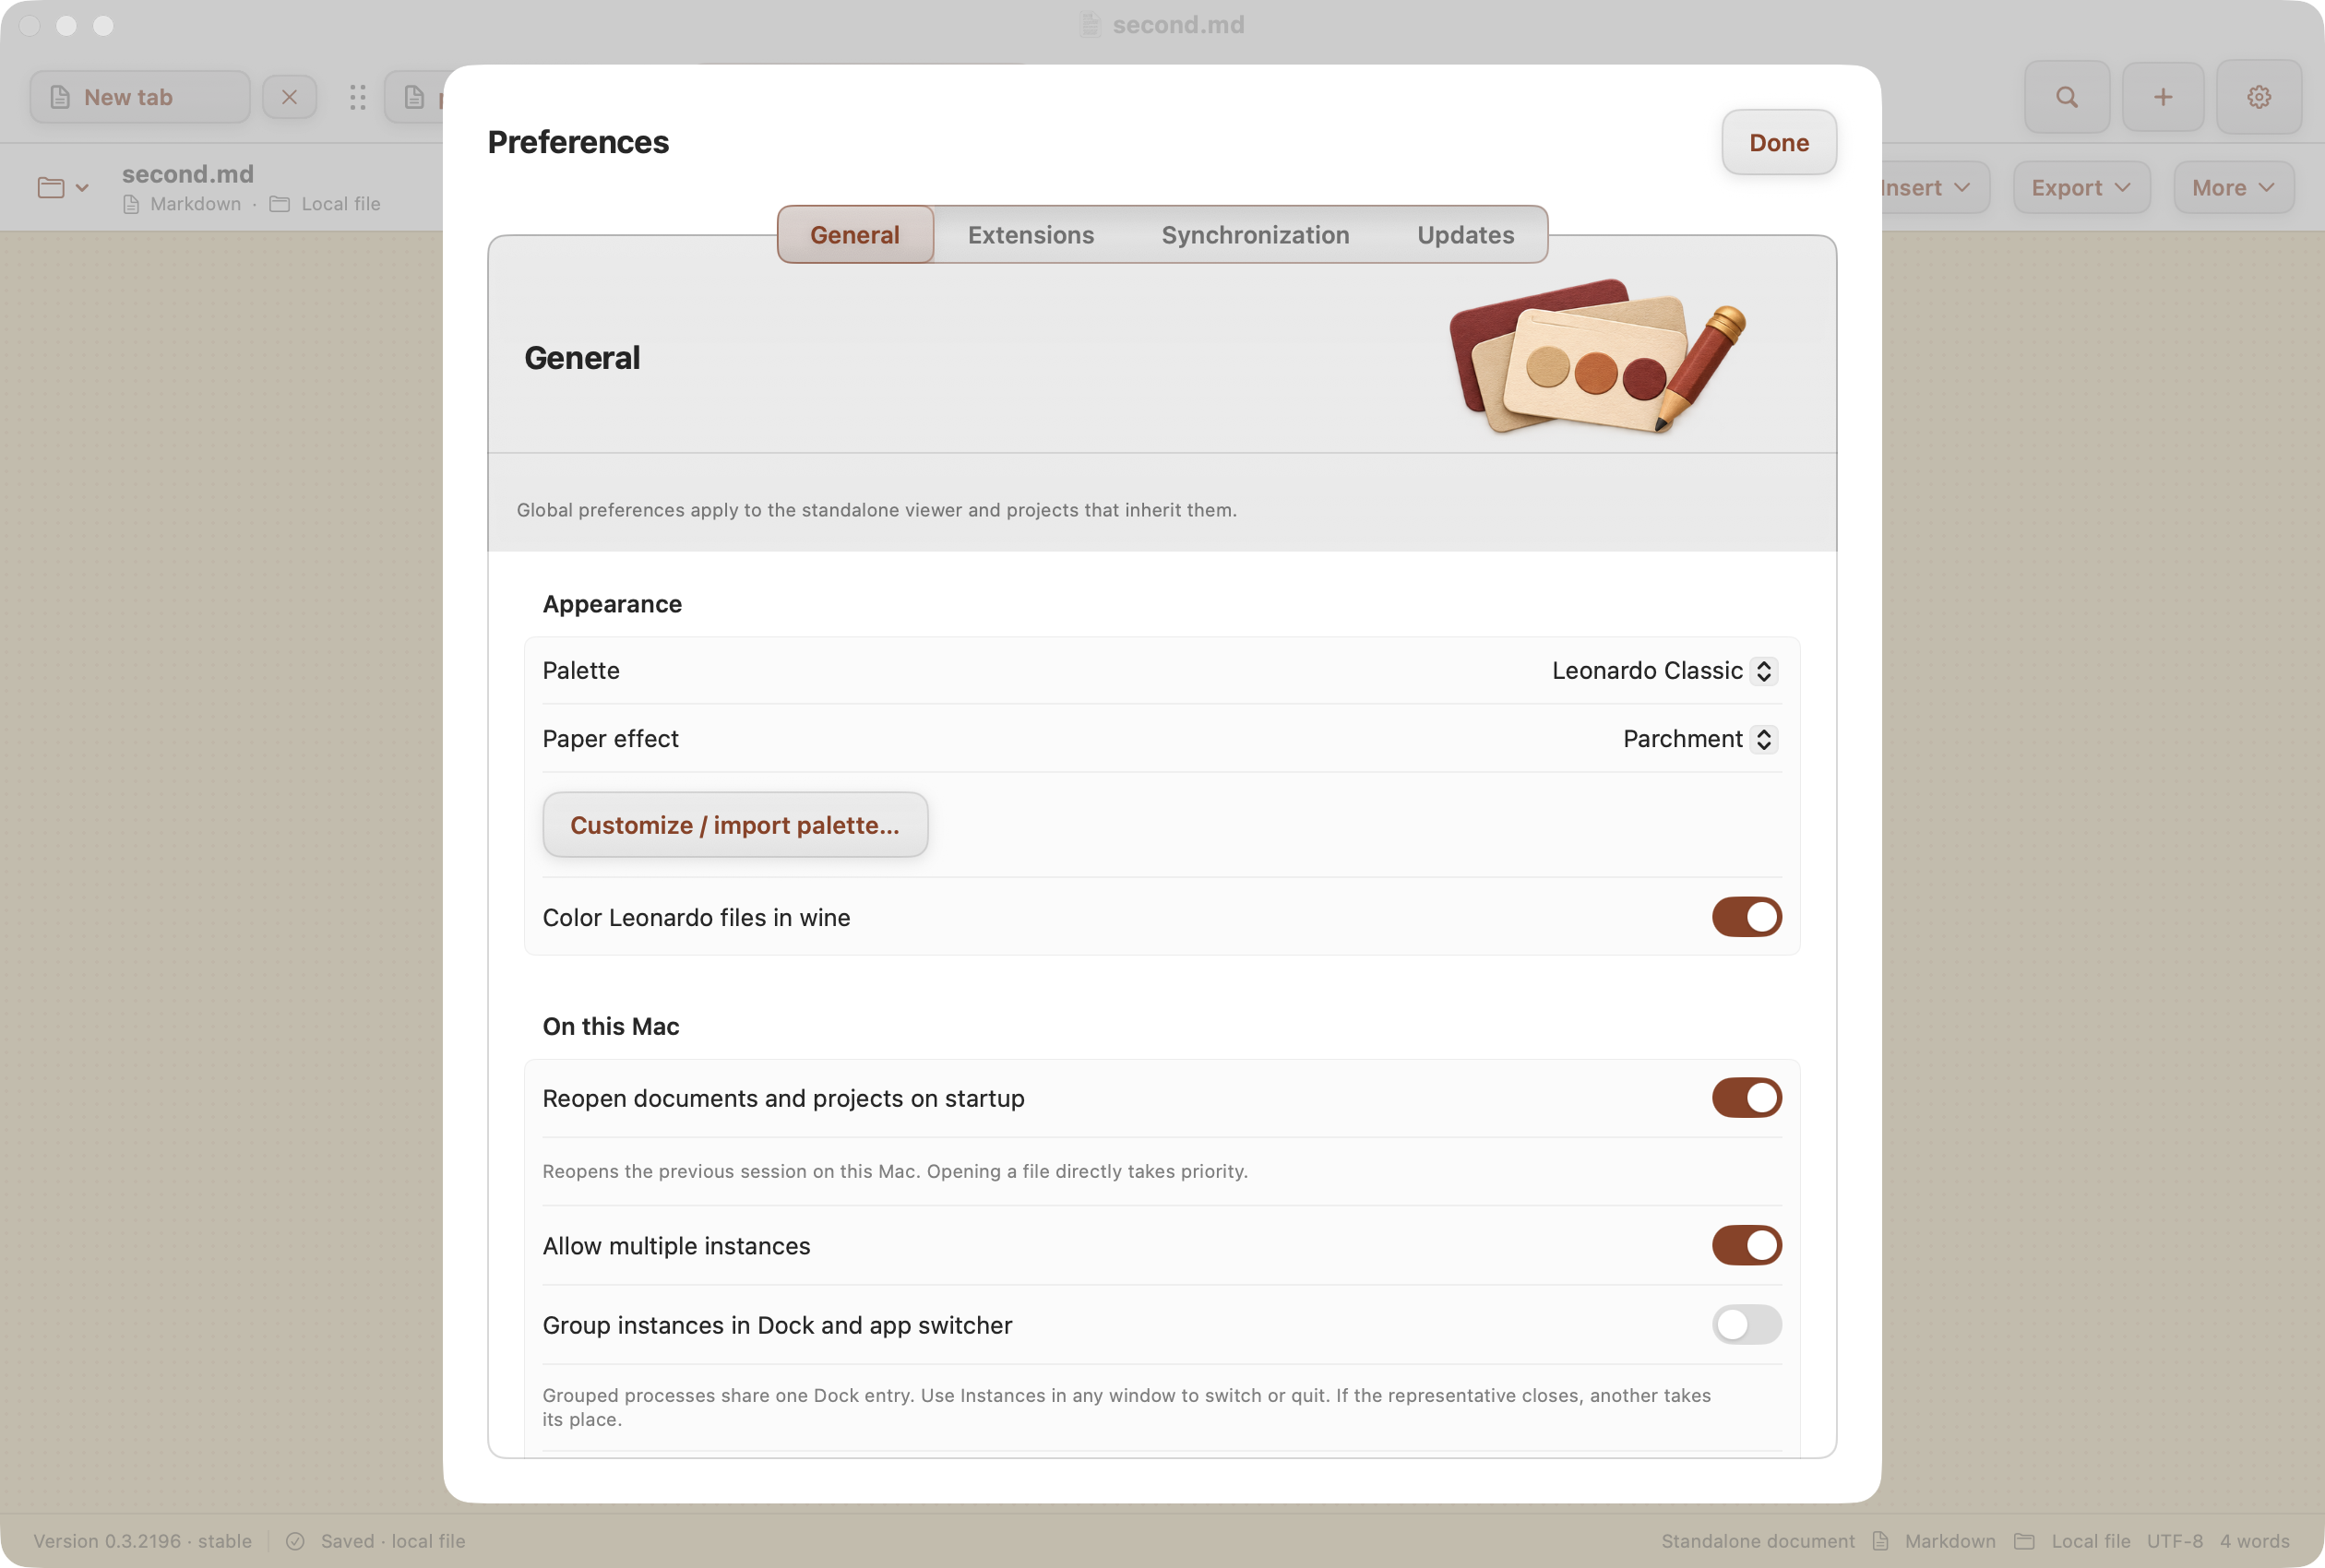 second.md
New tab
second.md
Markdown · Local file
Insert
Export
More
Preferences
Done
General
Extensions
Synchronization
Updates
General
Global preferences apply to the standalone viewer and projects that inherit them.
Appearance
Palette
Leonardo Classic
Paper effect
Parchment
Customize / import palette...
Color Leonardo files in wine
On this Mac
Reopen documents and projects on startup
Reopens the previous session on this Mac. Opening a file directly takes priority.
Allow multiple instances
Group instances in Dock and app switcher
Grouped processes share one Dock entry. Use Instances in any window to switch or quit. If the representative closes, another takes
its place.
Version 0.3.2196 · stable
Saved · local file
Standalone document
Markdown
Local file
UTF-8
4 words